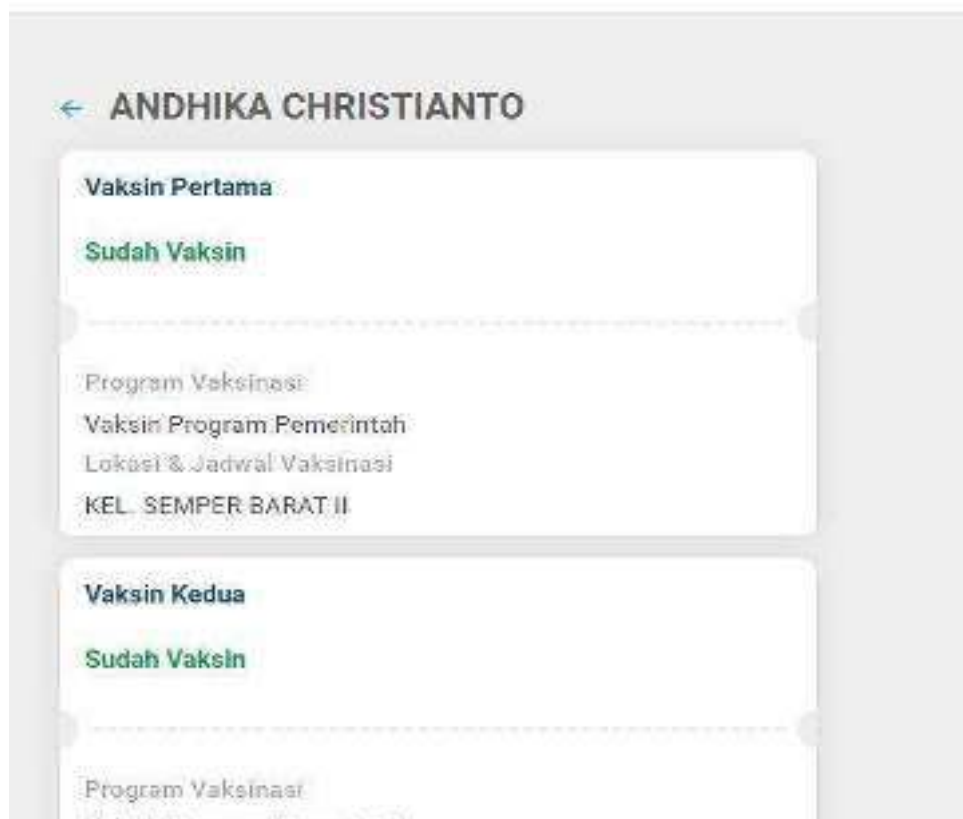 ANDHIKA CHRISTIANTO
Vaksin Pertama
Sudah Vaksin
Program Vaksinasi
Vaksin Program Pemerintah
Lokasi & Jadwal Vaksinasi
KEL. SEMPER BARAT II
Vaksin Kedua
Sudah Vaksin
Program Vaksinasi